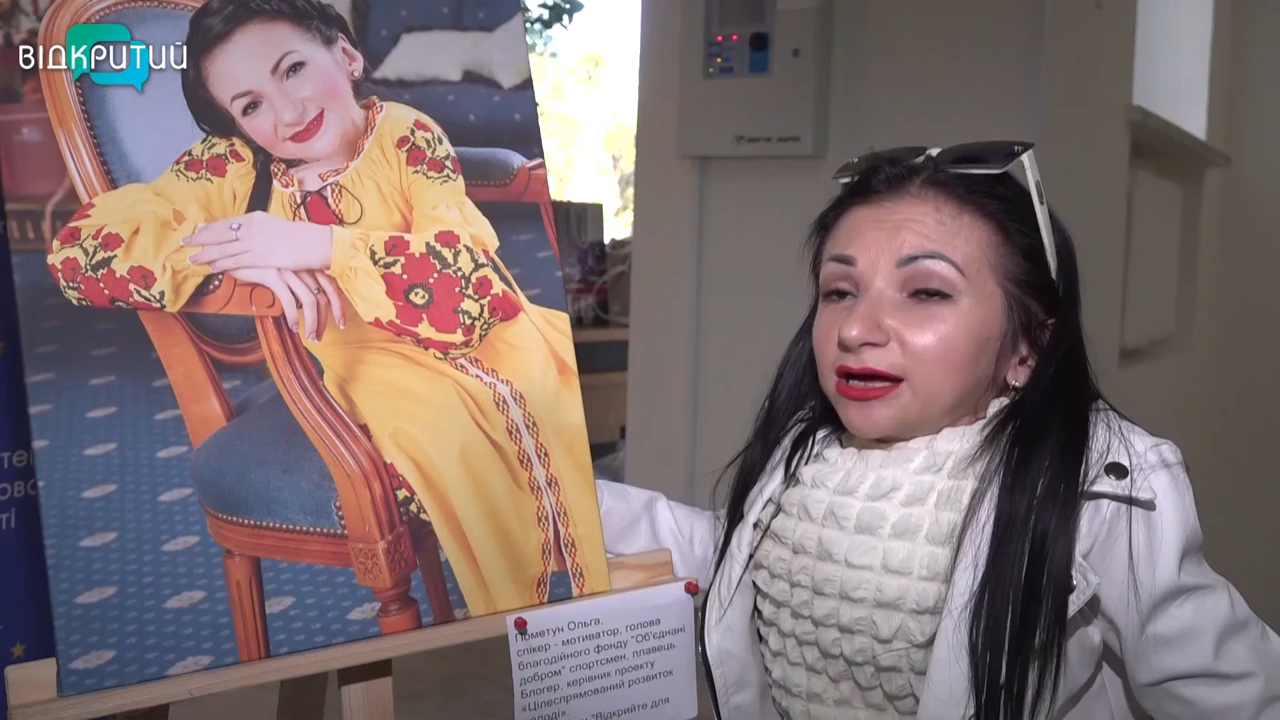 ВІДКРИТИЙ
Пометун Ольга,
спікер - мотиватор, голова
благодійного фонду "Об'єднані
добром" спортсмен, плавець.
Блогер, керівник проекту
«Цілеспрямований розвиток
молоді».
"Відкрийте для